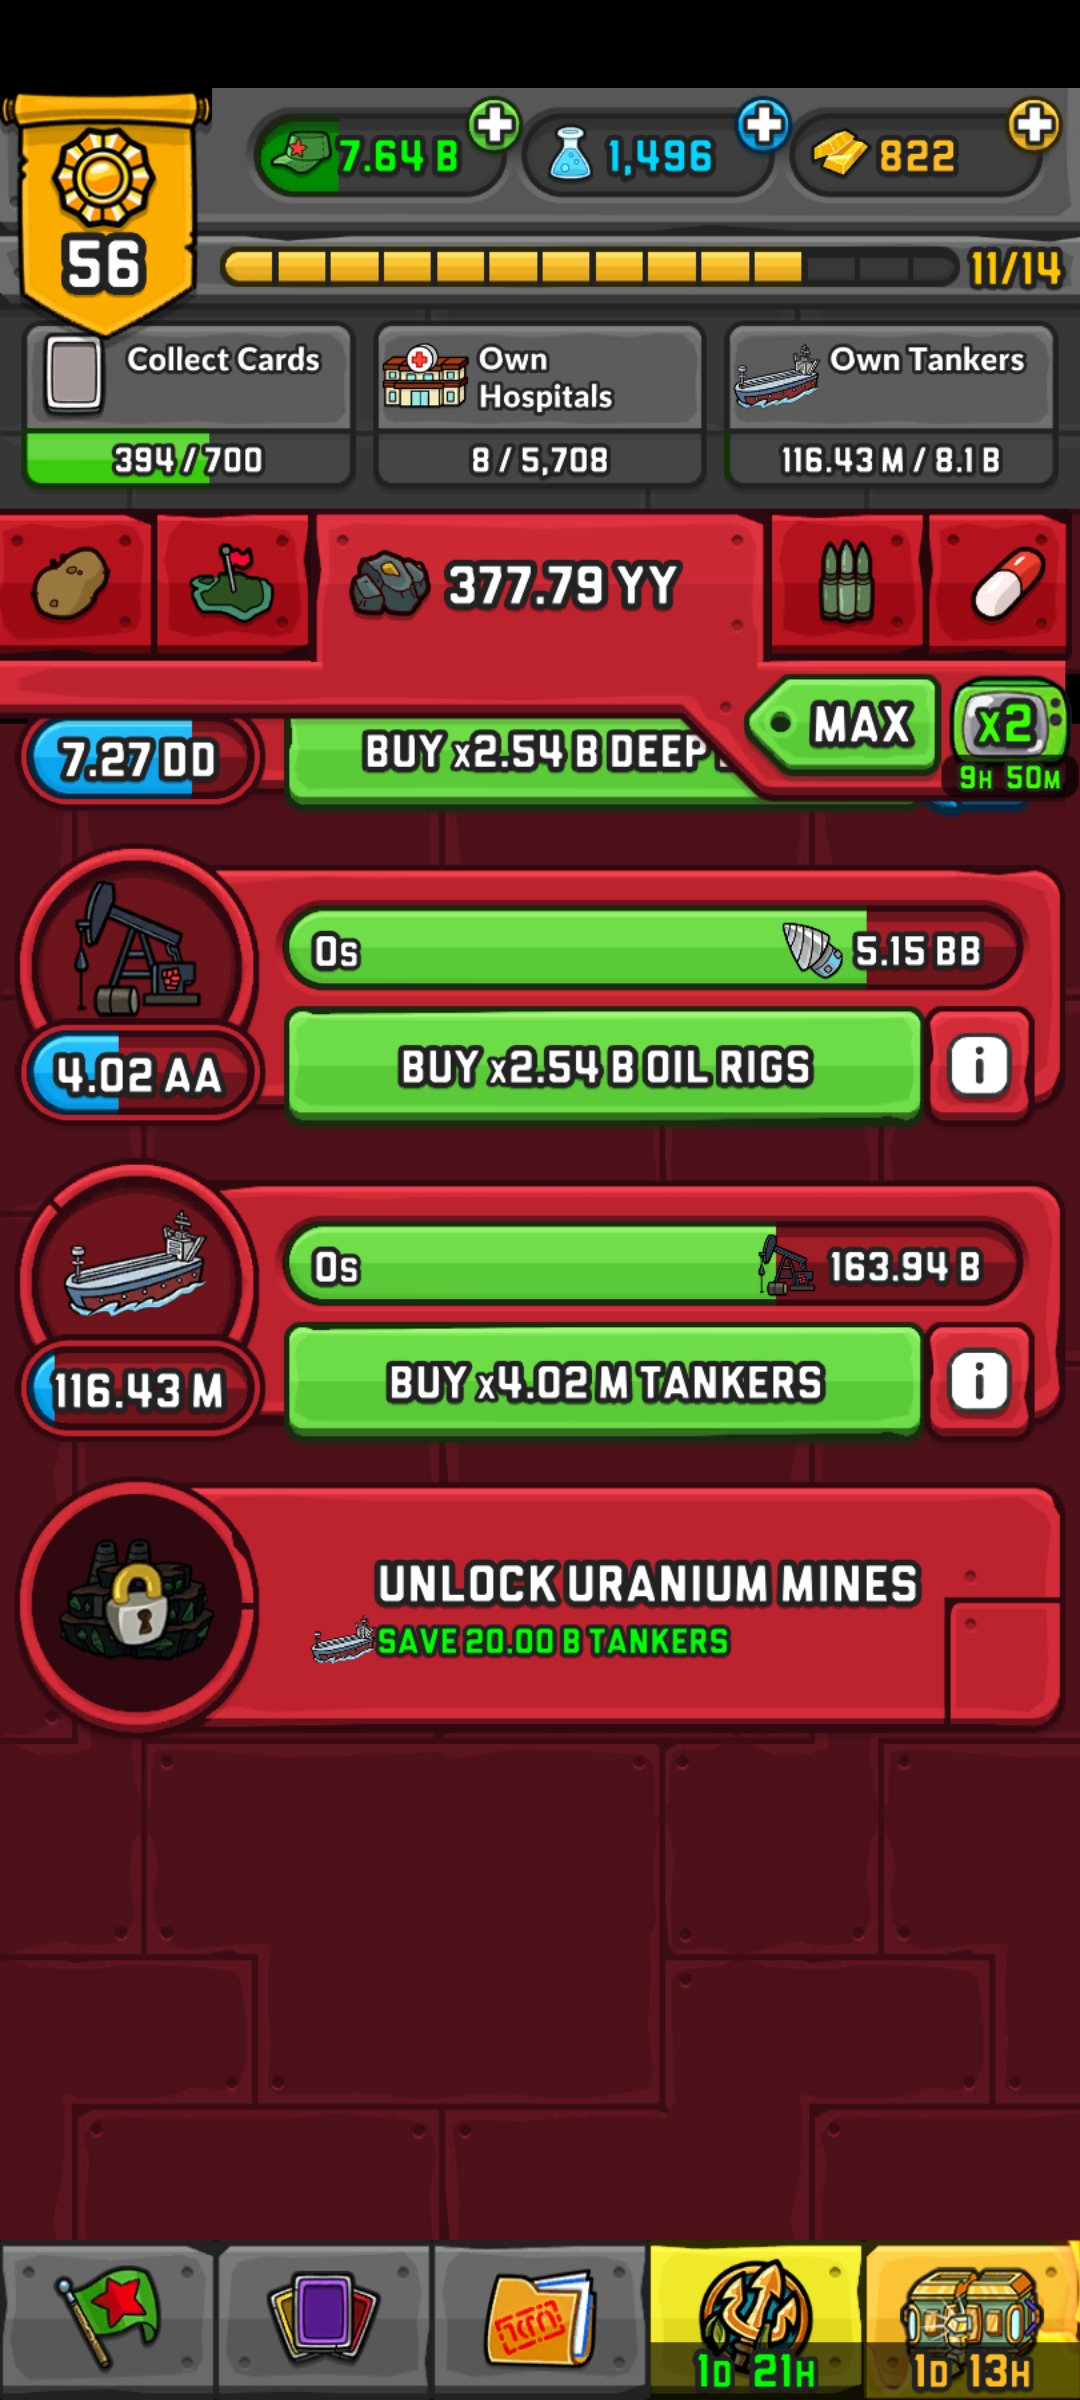 7.64 B
1,496
822
56
11/14
Collect Cards
394 / 700
Own
Hospitals
8 / 5,708
Own Tankers
116.43 M / 8.1 B
377.79 YY
MAX
x2
9H 50M
7.27 DD
BUY x2.54 B DEEP
0s
5.15 BB
4.02 AA
BUY x2.54 B OIL RIGS
i
0s
163.94 B
116.43 M
BUY x4.02 M TANKERS
i
UNLOCK URANIUM MINES
SAVE 20.00 B TANKERS
1D 21H
1D 13H